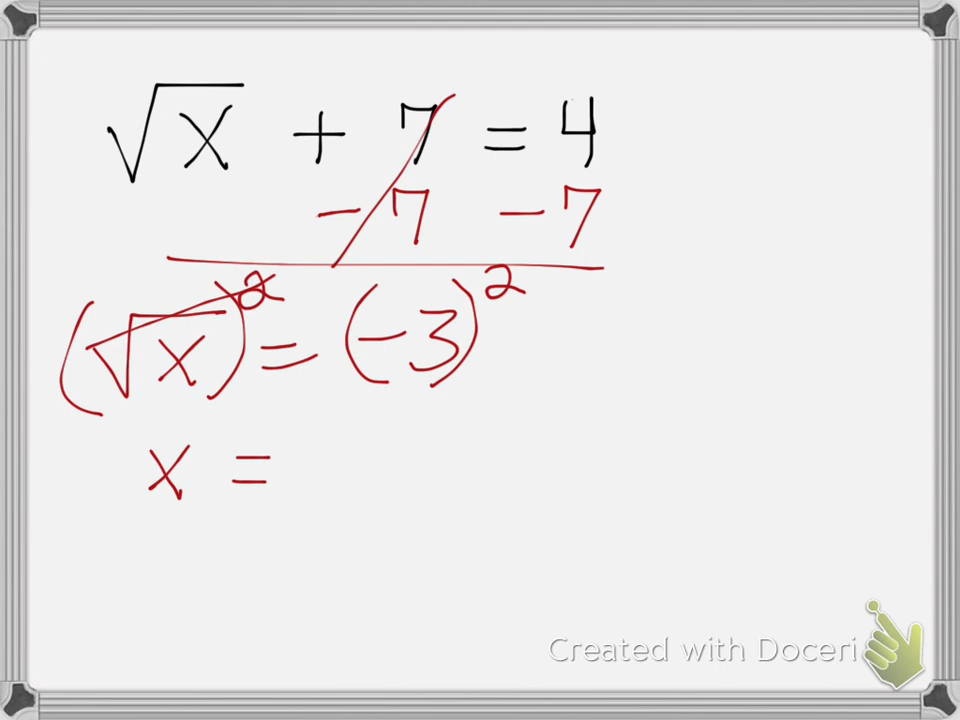 √x + 7 = 4
−7 −7
(√x)² = (−3)²
x =
Created with Doceri